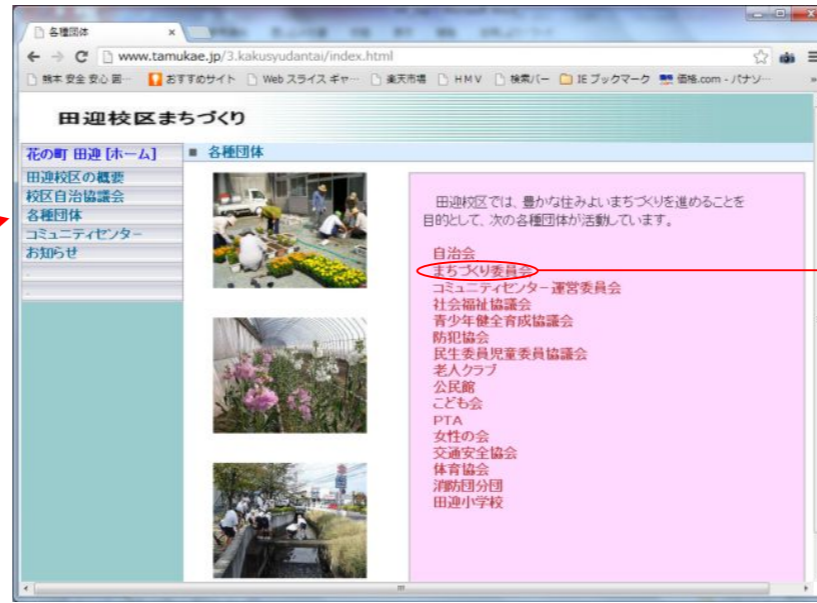 各種団体
www.tamukae.jp/3.kakusyudantai/index.html
熊本 安全 安心 固…
おすすめサイト
Web スライス ギャ…
楽天市場
HMV
検索バー
IE ブックマーク
価格.com - パナソ…
田迎校区まちづくり
花の町 田迎 [ホーム]
田迎校区の概要
校区自治協議会
各種団体
コミュニティセンター
お知らせ
■ 各種団体
田迎校区では、豊かな住みよいまちづくりを進めることを
目的として、次の各種団体が活動しています。
自治会
まちづくり委員会
コミュニティセンター運営委員会
社会福祉協議会
青少年健全育成協議会
防犯協会
民生委員児童委員協議会
老人クラブ
公民館
こども会
PTA
女性の会
交通安全協会
体育協会
消防団分団
田迎小学校